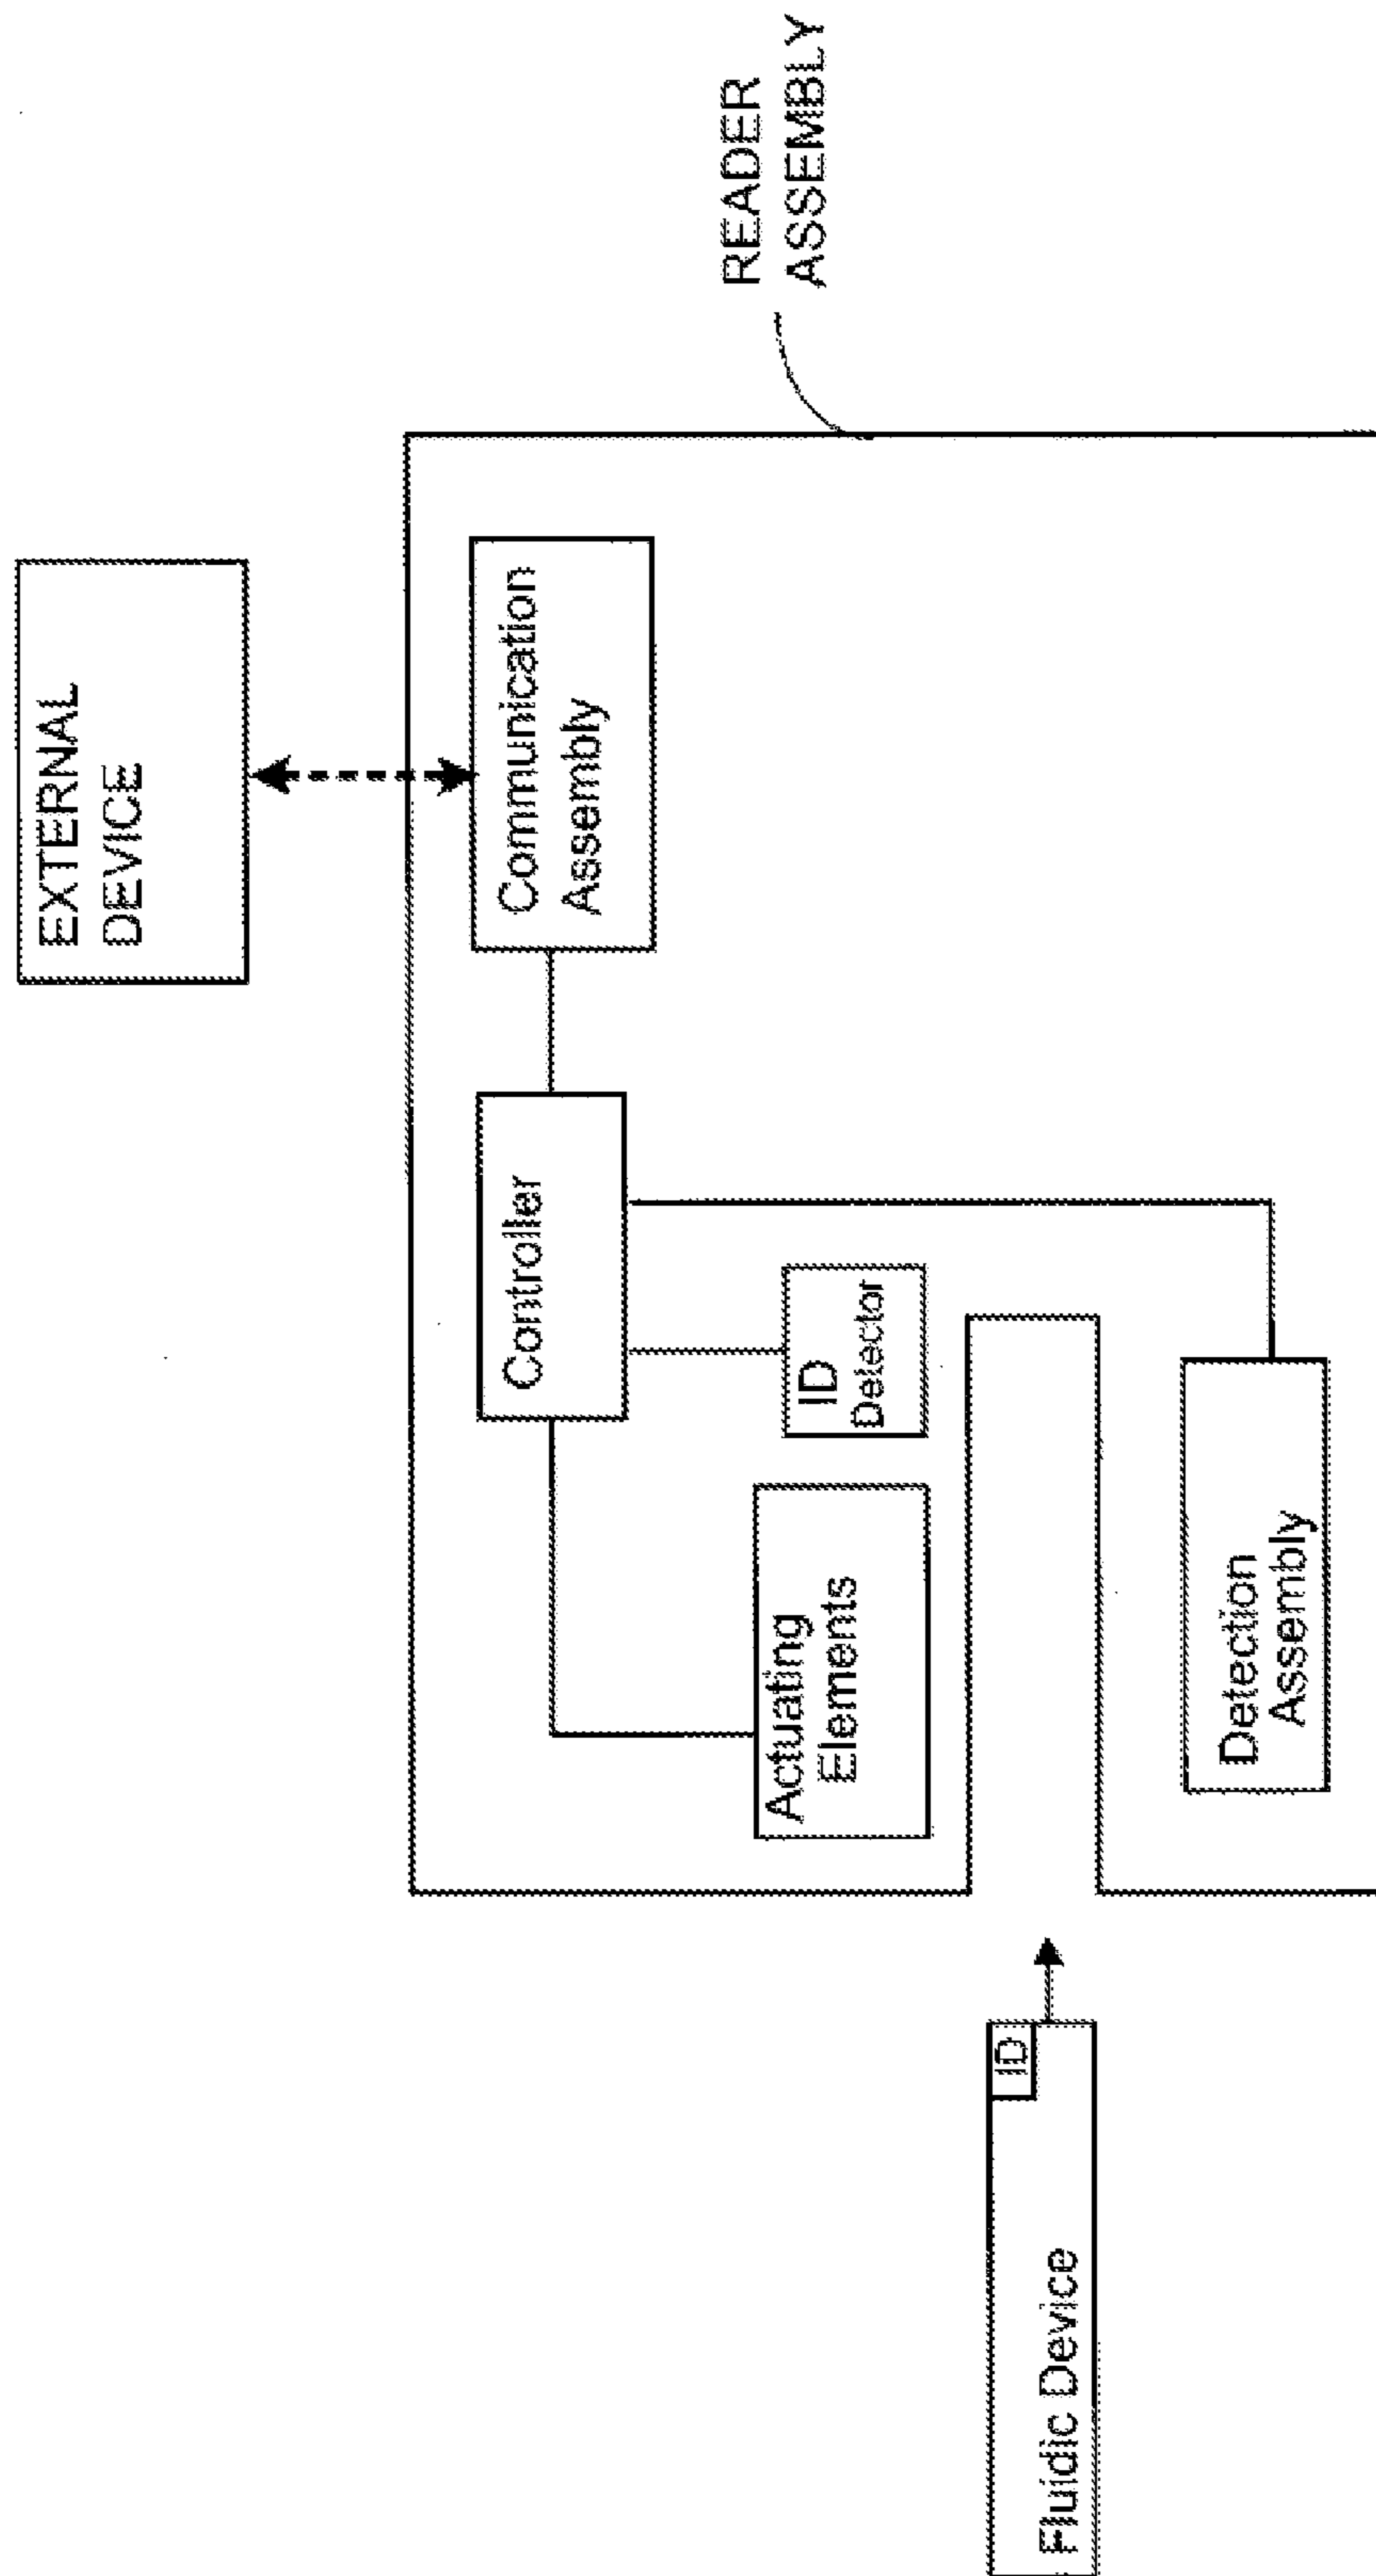 EXTERNAL
DEVICE
READER
ASSEMBLY
Communication
Assembly
Controller
ID
Detector
Actuating
Elements
Detection
Assembly
ID
Fluidic Device